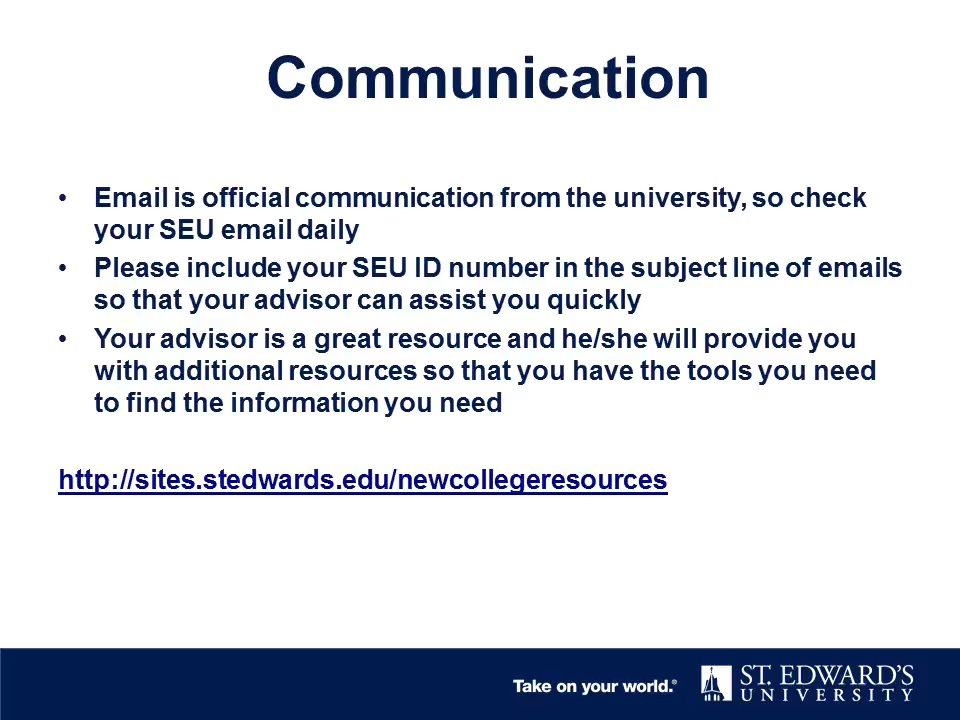 Communication
• Email is official communication from the university, so check
your SEU email daily
• Please include your SEU ID number in the subject line of emails
so that your advisor can assist you quickly
• Your advisor is a great resource and he/she will provide you
with additional resources so that you have the tools you need
to find the information you need
http://sites.stedwards.edu/newcollegeresources
Take on your world.®
ST. EDWARD'S
UNIVERSITY